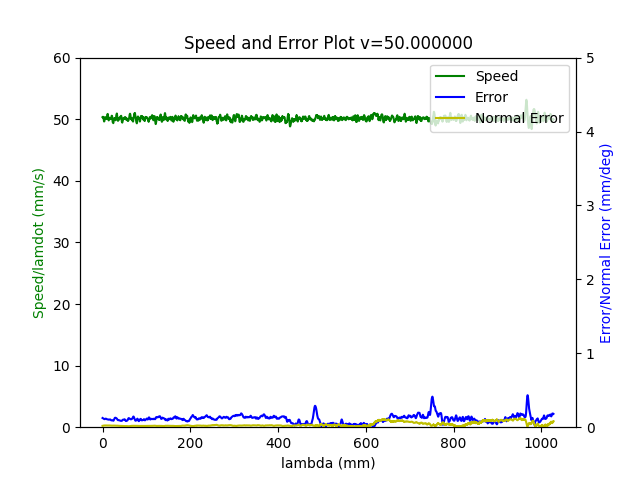 Speed and Error Plot v=50.000000
60
50
40
30
20
10
0
Speed/lamdot (mm/s)
Speed
Error
Normal Error
5
4
3
2
1
0
Error/Normal Error (mm/deg)
0 200 400 600 800 1000
lambda (mm)